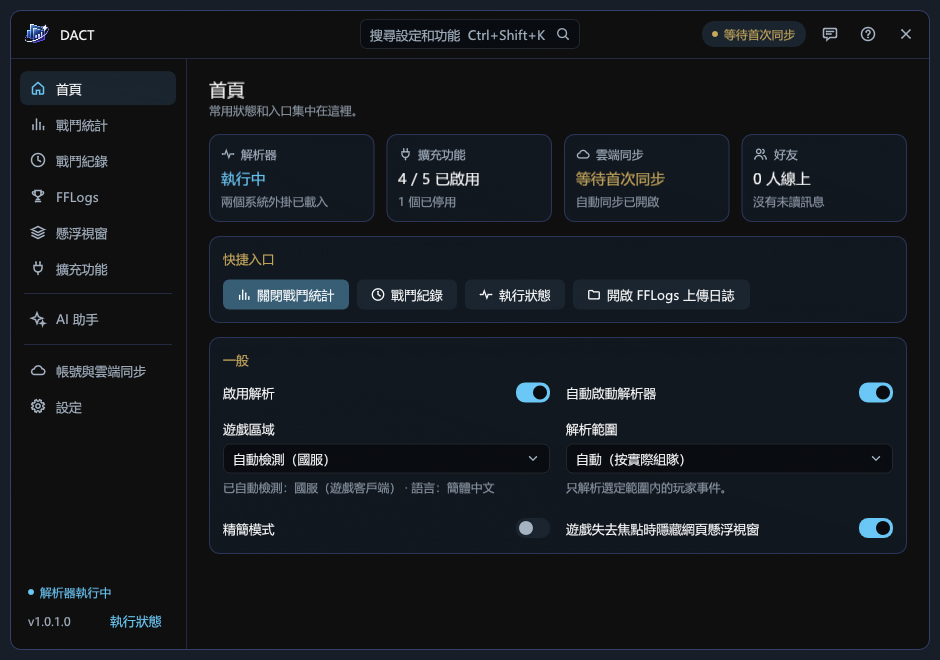 DACT
搜尋設定和功能 Ctrl+Shift+K
等待首次同步
首頁
戰鬥統計
戰鬥紀錄
FFLogs
懸浮視窗
擴充功能
AI 助手
帳號與雲端同步
設定
解析器執行中
v1.0.1.0 執行狀態
首頁
常用狀態和入口集中在這裡。
解析器
執行中
兩個系統外掛已載入
擴充功能
4 / 5 已啟用
1 個已停用
雲端同步
等待首次同步
自動同步已開啟
好友
0 人線上
沒有未讀訊息
快捷入口
關閉戰鬥統計 戰鬥紀錄 執行狀態 開啟 FFLogs 上傳日誌
一般
啟用解析
自動啟動解析器
遊戲區域
自動檢測（國服）
已自動檢測：國服（遊戲客戶端） · 語言：簡體中文
解析範圍
自動（按實際組隊）
只解析選定範圍內的玩家事件。
精簡模式
遊戲失去焦點時隱藏網頁懸浮視窗